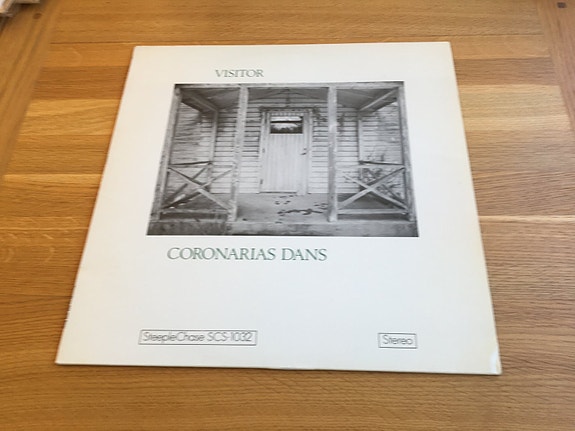 VISITOR
CORONARIAS DANS
SteepleChase SCS-1032
Stereo